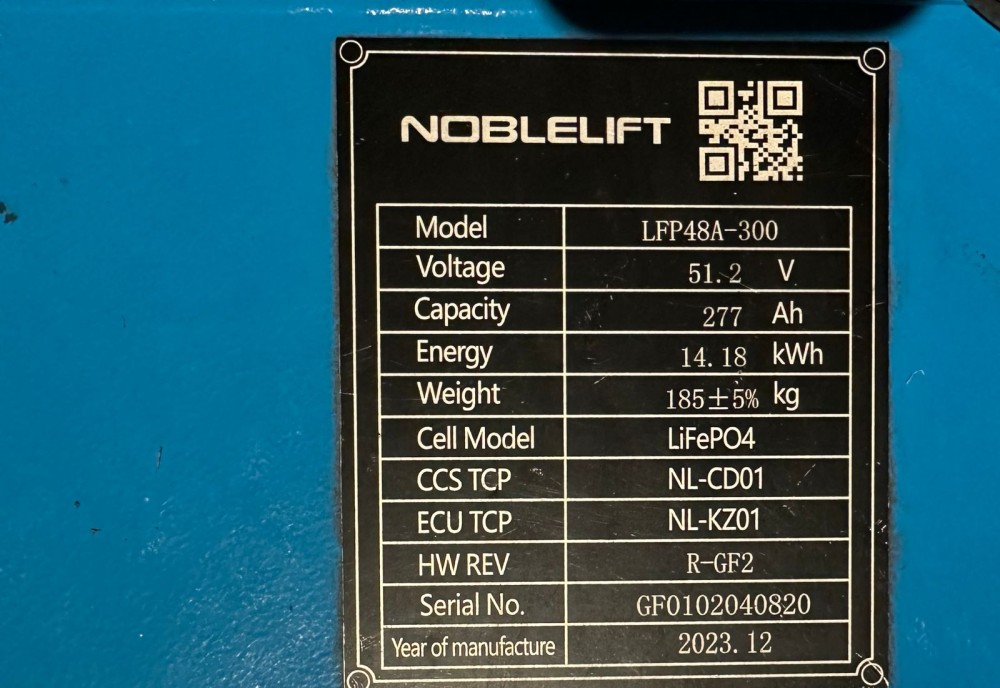 NOBLELIFT
Model LFP48A-300
Voltage 51.2 V
Capacity 277 Ah
Energy 14.18 kWh
Weight 185±5% kg
Cell Model LiFePO4
CCS TCP NL-CD01
ECU TCP NL-KZ01
HW REV R-GF2
Serial No. GF0102040820
Year of manufacture 2023.12